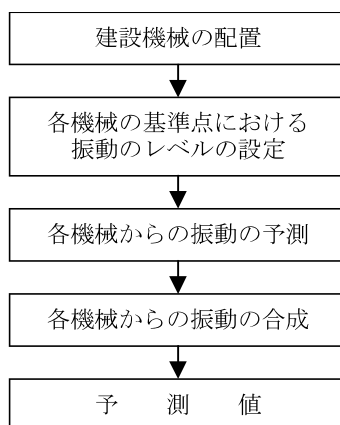 建設機械の配置
各機械の基準点における
振動のレベルの設定
各機械からの振動の予測
各機械からの振動の合成
予　測　値